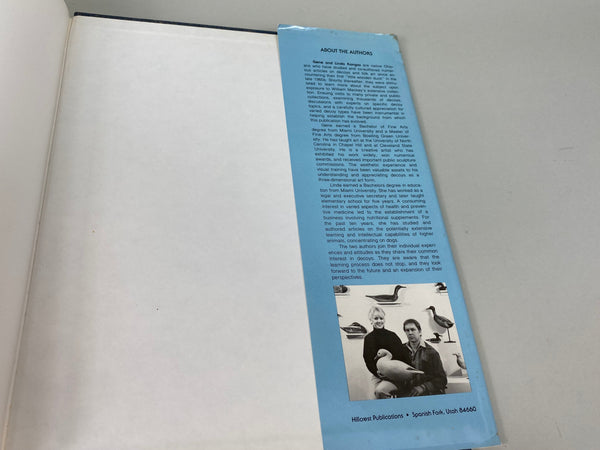 ABOUT THE AUTHORS
Gene and Linda Kangas are native Ohio-
ans who have studied and co-authored nume-
rous articles on decoys and folk art since en-
countering their first "little wooden duck" in the
late 1960s. Shortly thereafter, they were stimu-
lated to learn more about the subject upon
exposure to William Mackey's extensive collec-
tion. Ensuing visits to many private and public
collections, examining thousands of decoys,
discussions with experts on specific decoy
topics, and a carefully cultured appreciation for
varied decoy types have been instrumental in
helping establish the background from which
this publication has evolved.
Gene earned a Bachelor of Fine Arts
degree from Miami University and a Master of
Fine Arts degree from Bowling Green Univer-
sity. He has taught art at the University of North
Carolina in Chapel Hill and at Cleveland State
University. He is a creative artist who has
exhibited his work widely, won numerous
awards, and received important public sculpture
commissions. The aesthetic experience and
visual training have been valuable assets to his
understanding and appreciating decoys as a
three-dimensional art form.
Linda earned a Bachelors degree in educa-
tion from Miami University. She has worked as a
legal and executive secretary and later taught
elementary school for five years. A consuming
interest in varied aspects of health and preven-
tive medicine led to the establishment of a
business involving nutritional supplements. For
the past ten years, she has studied and
authored articles on the potentially extensive
learning and intellectual capabilities of higher
animals, concentrating on dogs.
The two authors join their individual experi-
ences and attitudes as they share their common
interest in decoys. They are aware that the
learning process does not stop, and they look
forward to the future and an expansion of their
perspectives.
Hillcrest Publications • Spanish Fork, Utah 84660